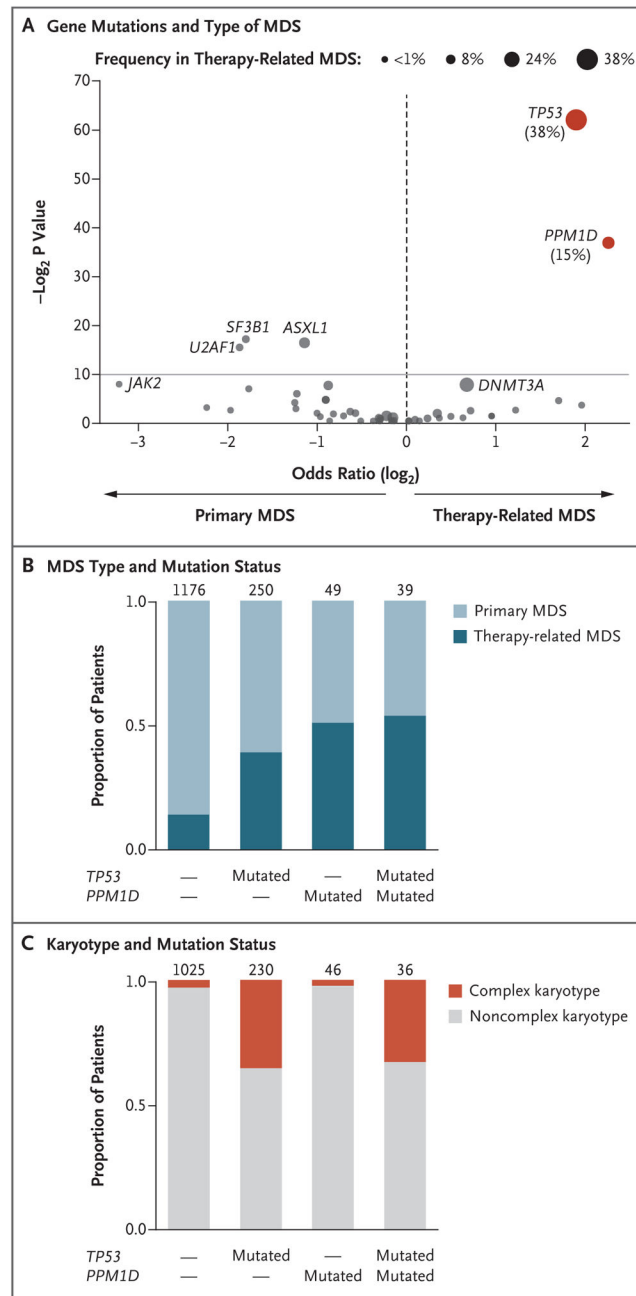 A Gene Mutations and Type of MDS
Frequency in Therapy-Related MDS: <1% 8% 24% 38%
70
60
50
40
30
20
10
0
−Log2 P Value
TP53
(38%)
PPM1D
(15%)
SF3B1
ASXL1
U2AF1
JAK2
DNMT3A
−3 −2 −1 0 1 2
Odds Ratio (log2)
Primary MDS Therapy-Related MDS
B MDS Type and Mutation Status
1176 250 49 39
1.0
0.5
0.0
Proportion of Patients
Primary MDS
Therapy-related MDS
TP53 — Mutated — Mutated
PPM1D — — Mutated Mutated
C Karyotype and Mutation Status
1025 230 46 36
1.0
0.5
0.0
Proportion of Patients
Complex karyotype
Noncomplex karyotype
TP53 — Mutated — Mutated
PPM1D — — Mutated Mutated